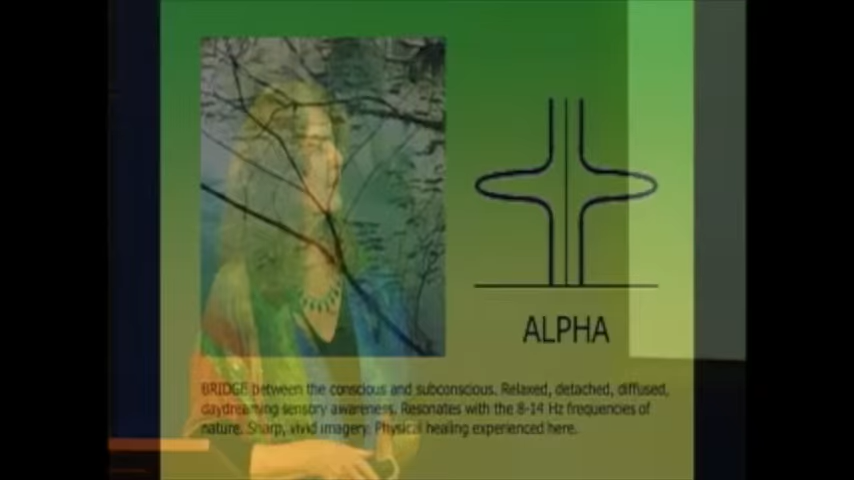 ALPHA
BRIDGE between the conscious and subconscious. Relaxed, detached, diffused,
daydreaming sensory awareness. Resonates with the 8-14 Hz frequencies of
nature. Sharp, vivid imagery. Physical healing experienced here.